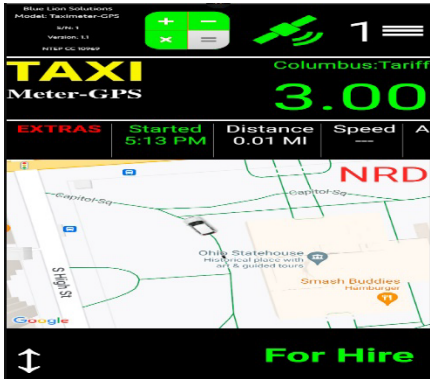 Blue Lion Solutions
Model: Taximeter-GPS
S/N: 1
Version: 1.1
NTEP CC 10969
+ −
× =
1
TAXI
Meter-GPS
Columbus:Tariff
3.00
EXTRAS
Started
5:13 PM
Distance
0.01 MI
Speed
---
A
NRD
Capitol Sq
Capitol Sq
S High St
Ohio Statehouse
Historical place with
art & guided tours
Smash Buddies
Hamburger
Google
For Hire